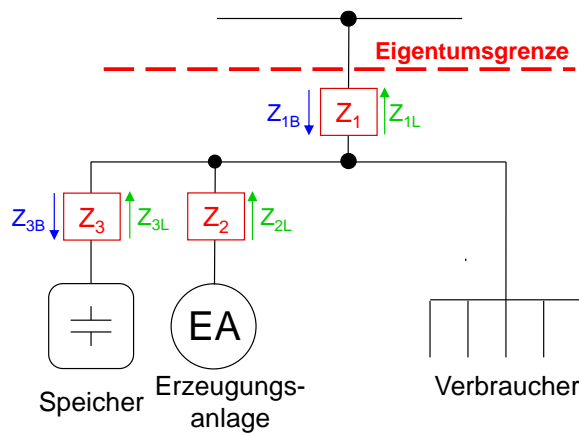 Eigentumsgrenze
Z1B Z1 Z1L
Z3B Z3 Z3L Z2 Z2L
EA
Speicher Erzeugungs-
anlage Verbraucher